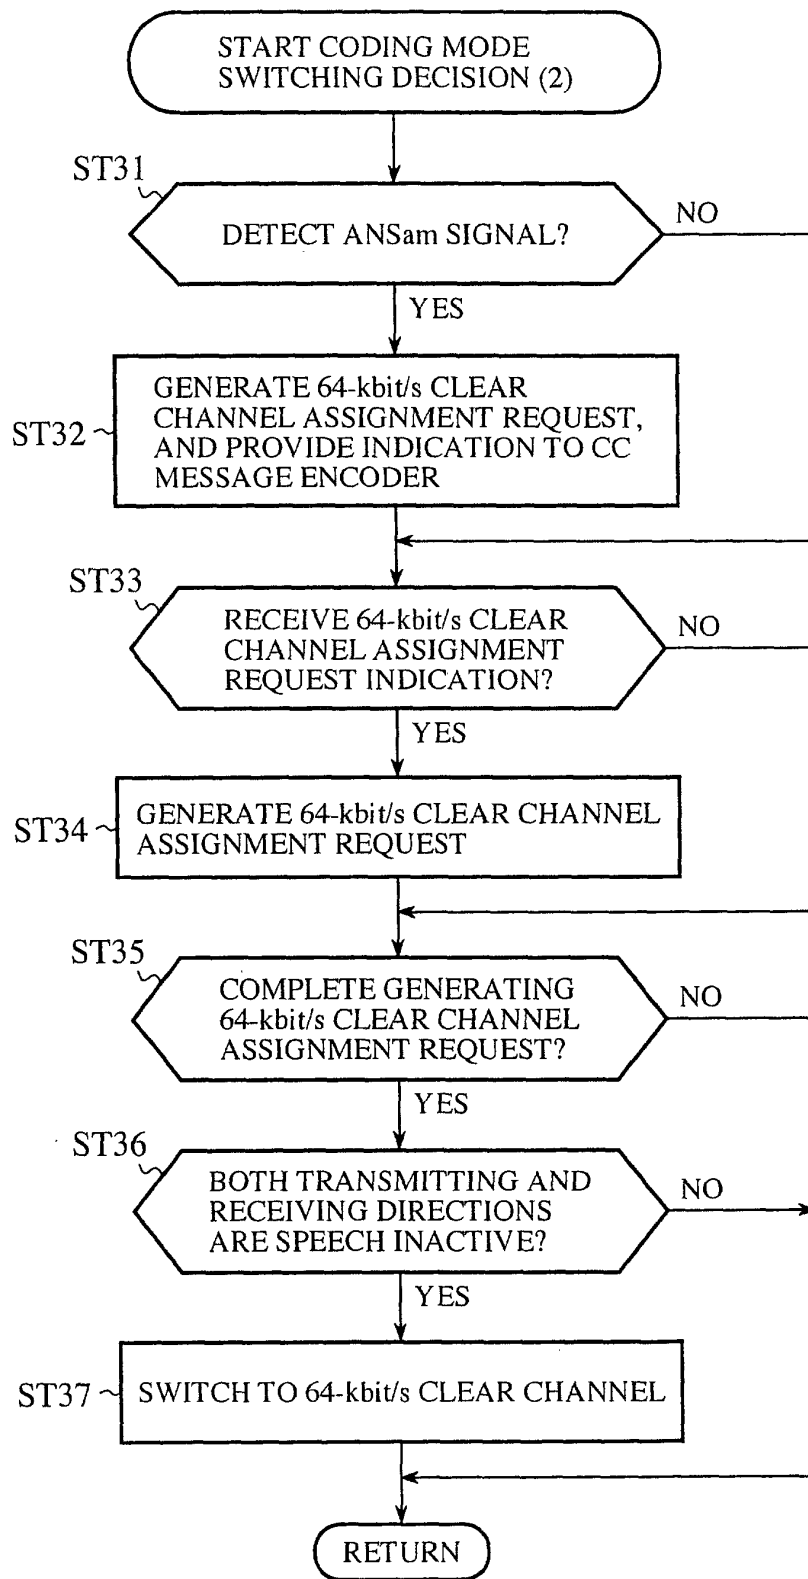 START CODING MODE
SWITCHING DECISION (2)
ST31
DETECT ANSam SIGNAL?
NO
YES
ST32
GENERATE 64-kbit/s CLEAR
CHANNEL ASSIGNMENT REQUEST,
AND PROVIDE INDICATION TO CC
MESSAGE ENCODER
ST33
RECEIVE 64-kbit/s CLEAR
CHANNEL ASSIGNMENT
REQUEST INDICATION?
NO
YES
ST34
GENERATE 64-kbit/s CLEAR CHANNEL
ASSIGNMENT REQUEST
ST35
COMPLETE GENERATING
64-kbit/s CLEAR CHANNEL
ASSIGNMENT REQUEST?
NO
YES
ST36
BOTH TRANSMITTING AND
RECEIVING DIRECTIONS
ARE SPEECH INACTIVE?
NO
YES
ST37
SWITCH TO 64-kbit/s CLEAR CHANNEL
RETURN